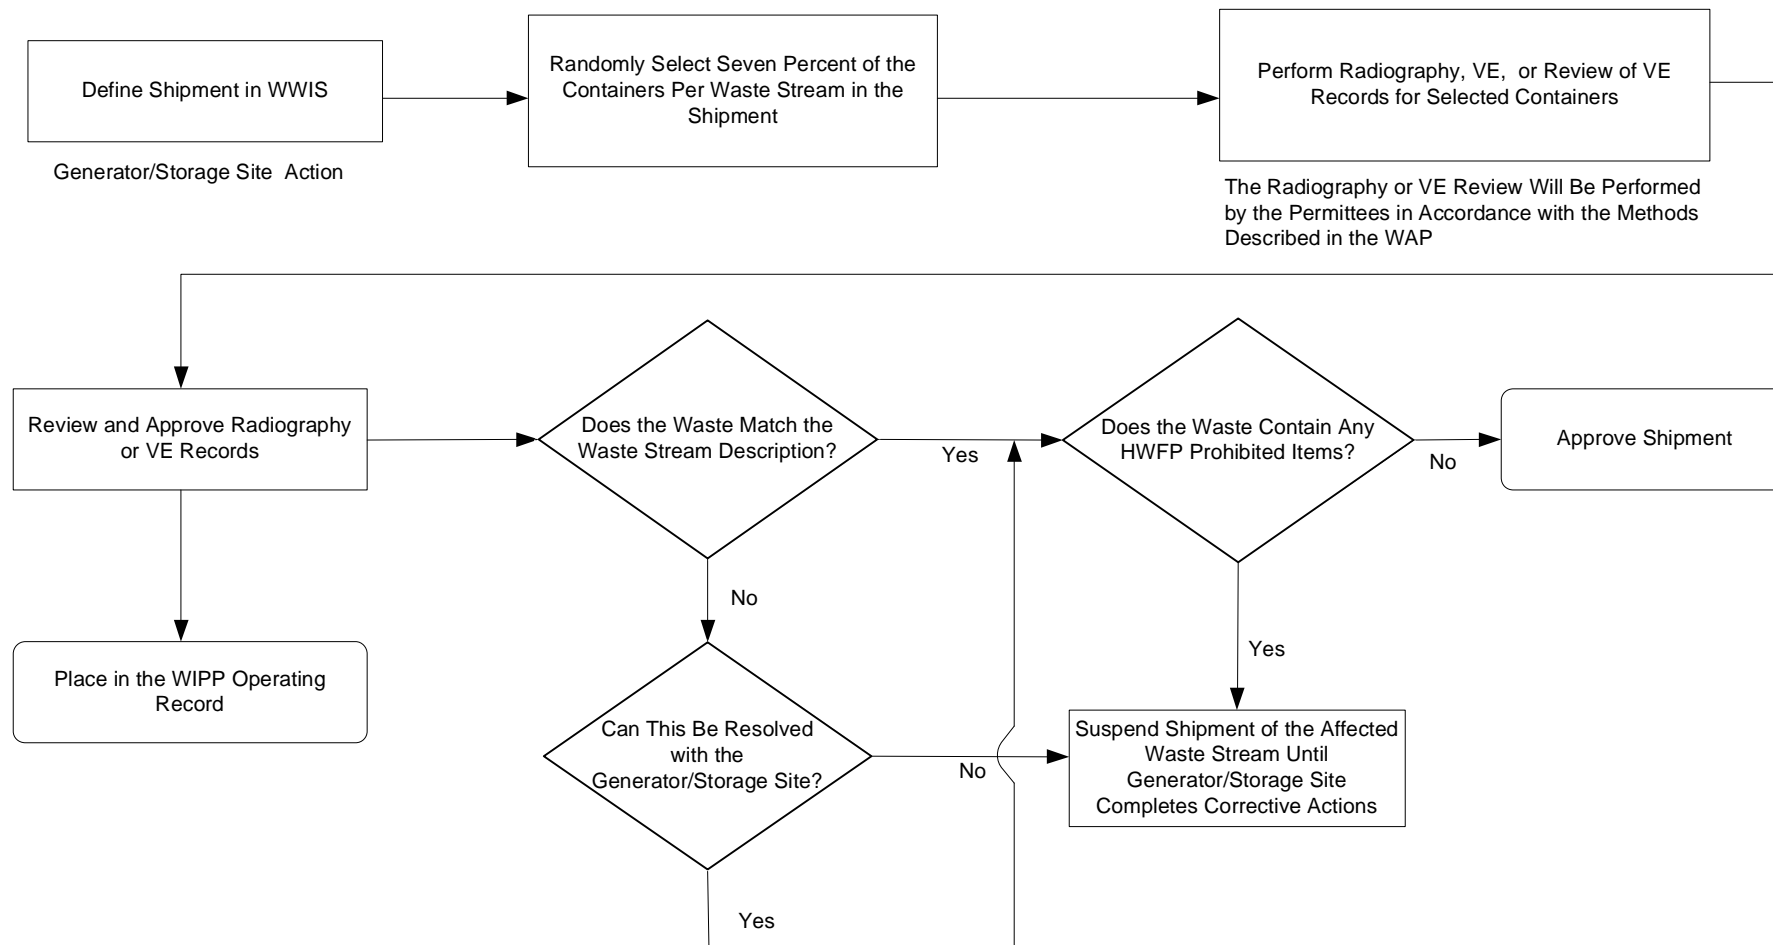 Define Shipment in WWIS
Generator/Storage Site  Action
Randomly Select Seven Percent of the
Containers Per Waste Stream in the
Shipment
Perform Radiography, VE,  or Review of VE
Records for Selected Containers
The Radiography or VE Review Will Be Performed
by the Permittees in Accordance with the Methods
Described in the WAP
Review and Approve Radiography
or VE Records
Does the Waste Match the
Waste Stream Description?
Yes
Does the Waste Contain Any
HWFP Prohibited Items?
No
Approve Shipment
No
Yes
Place in the WIPP Operating
Record
Can This Be Resolved
with the
Generator/Storage Site?
No
Suspend Shipment of the Affected
Waste Stream Until
Generator/Storage Site
Completes Corrective Actions
Yes